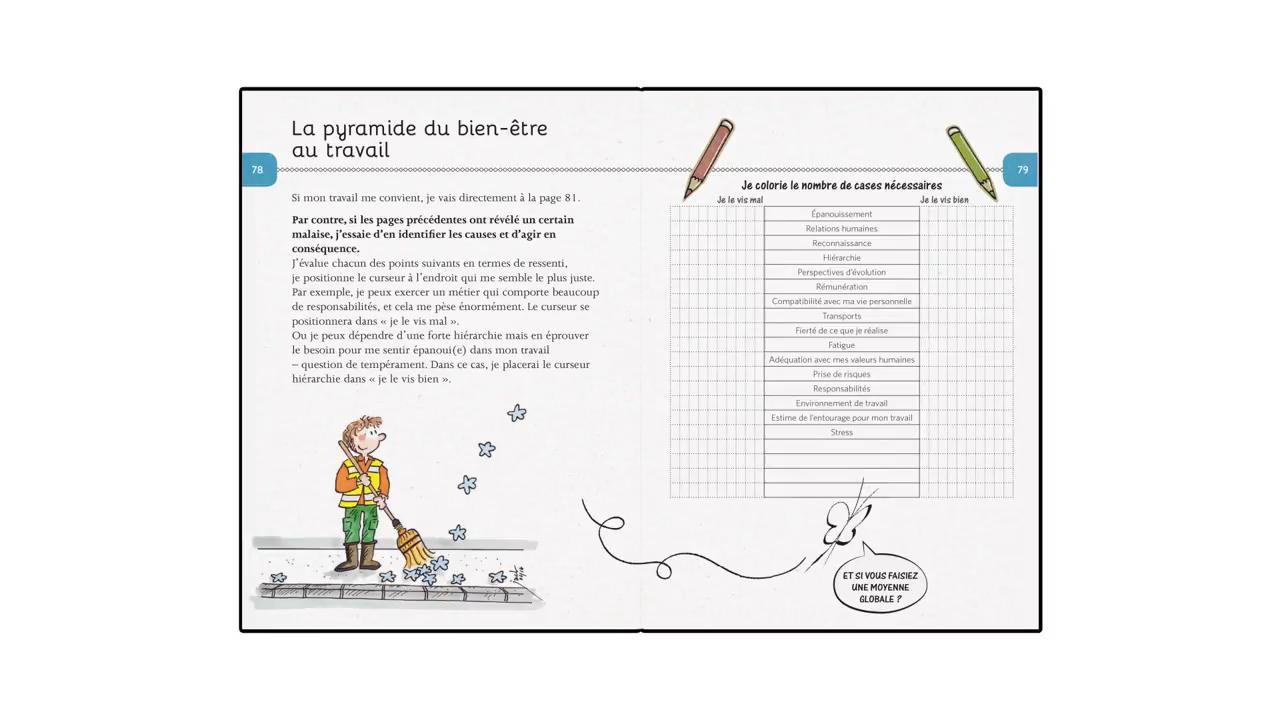 La pyramide du bien-être
au travail
78
Si mon travail me convient, je vais directement à la page 81.
Par contre, si les pages précédentes ont révélé un certain
malaise, j'essaie d'en identifier les causes et d'agir en
conséquence.
J'évalue chacun des points suivants en termes de ressenti,
je positionne le curseur à l'endroit qui me semble le plus juste.
Par exemple, je peux exercer un métier qui comporte beaucoup
de responsabilités, et cela me pèse énormément. Le curseur se
positionnera dans « je le vis mal ».
Ou je peux dépendre d'une forte hiérarchie mais en éprouver
le besoin pour me sentir épanoui(e) dans mon travail
– question de tempérament. Dans ce cas, je placerai le curseur
hiérarchie dans « je le vis bien ».
79
Je colorie le nombre de cases nécessaires
Je le vis mal
Je le vis bien
Épanouissement
Relations humaines
Reconnaissance
Hiérarchie
Perspectives d'évolution
Rémunération
Compatibilité avec ma vie personnelle
Transports
Fierté de ce que je réalise
Fatigue
Adéquation avec mes valeurs humaines
Prise de risques
Responsabilités
Environnement de travail
Estime de l'entourage pour mon travail
Stress
ET SI VOUS FAISIEZ
UNE MOYENNE
GLOBALE ?